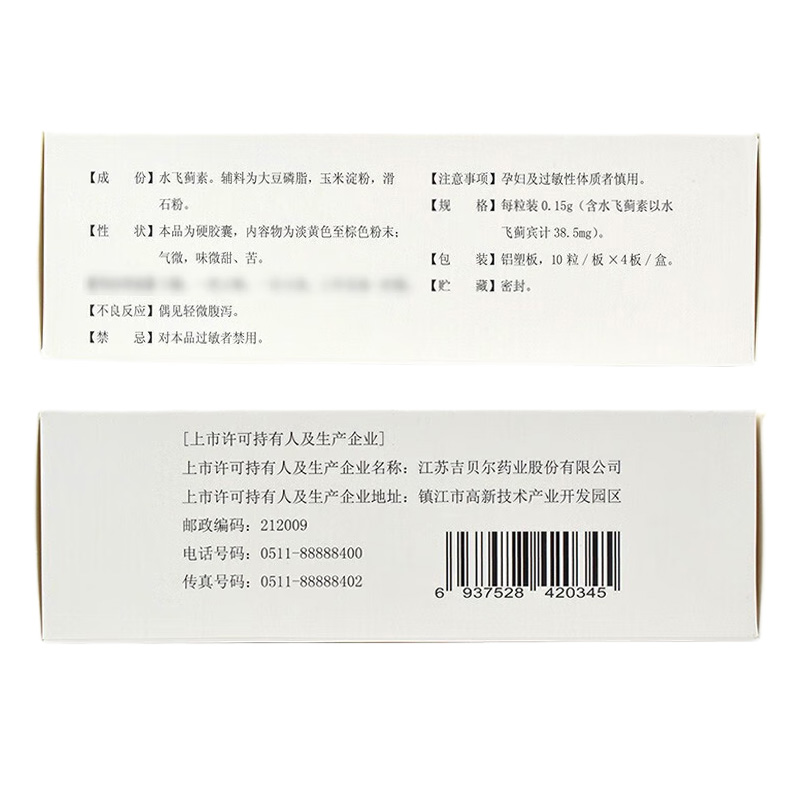 【成　份】水飞蓟素。辅料为大豆磷脂，玉米淀粉，滑
石粉。
【性　状】本品为硬胶囊，内容物为淡黄色至棕色粉末；
气微，味微甜、苦。
【不良反应】偶见轻微腹泻。
【禁　忌】对本品过敏者禁用。
【注意事项】孕妇及过敏性体质者慎用。
【规　格】每粒装 0.15g（含水飞蓟素以水
飞蓟宾计 38.5mg）。
【包　装】铝塑板，10 粒 / 板 ×4板 / 盒。
【贮　藏】密封。
[上市许可持有人及生产企业]
上市许可持有人及生产企业名称：江苏吉贝尔药业股份有限公司
上市许可持有人及生产企业地址：镇江市高新技术产业开发园区
邮政编码：212009
电话号码：0511-88888400
传真号码：0511-88888402
6 937528 420345